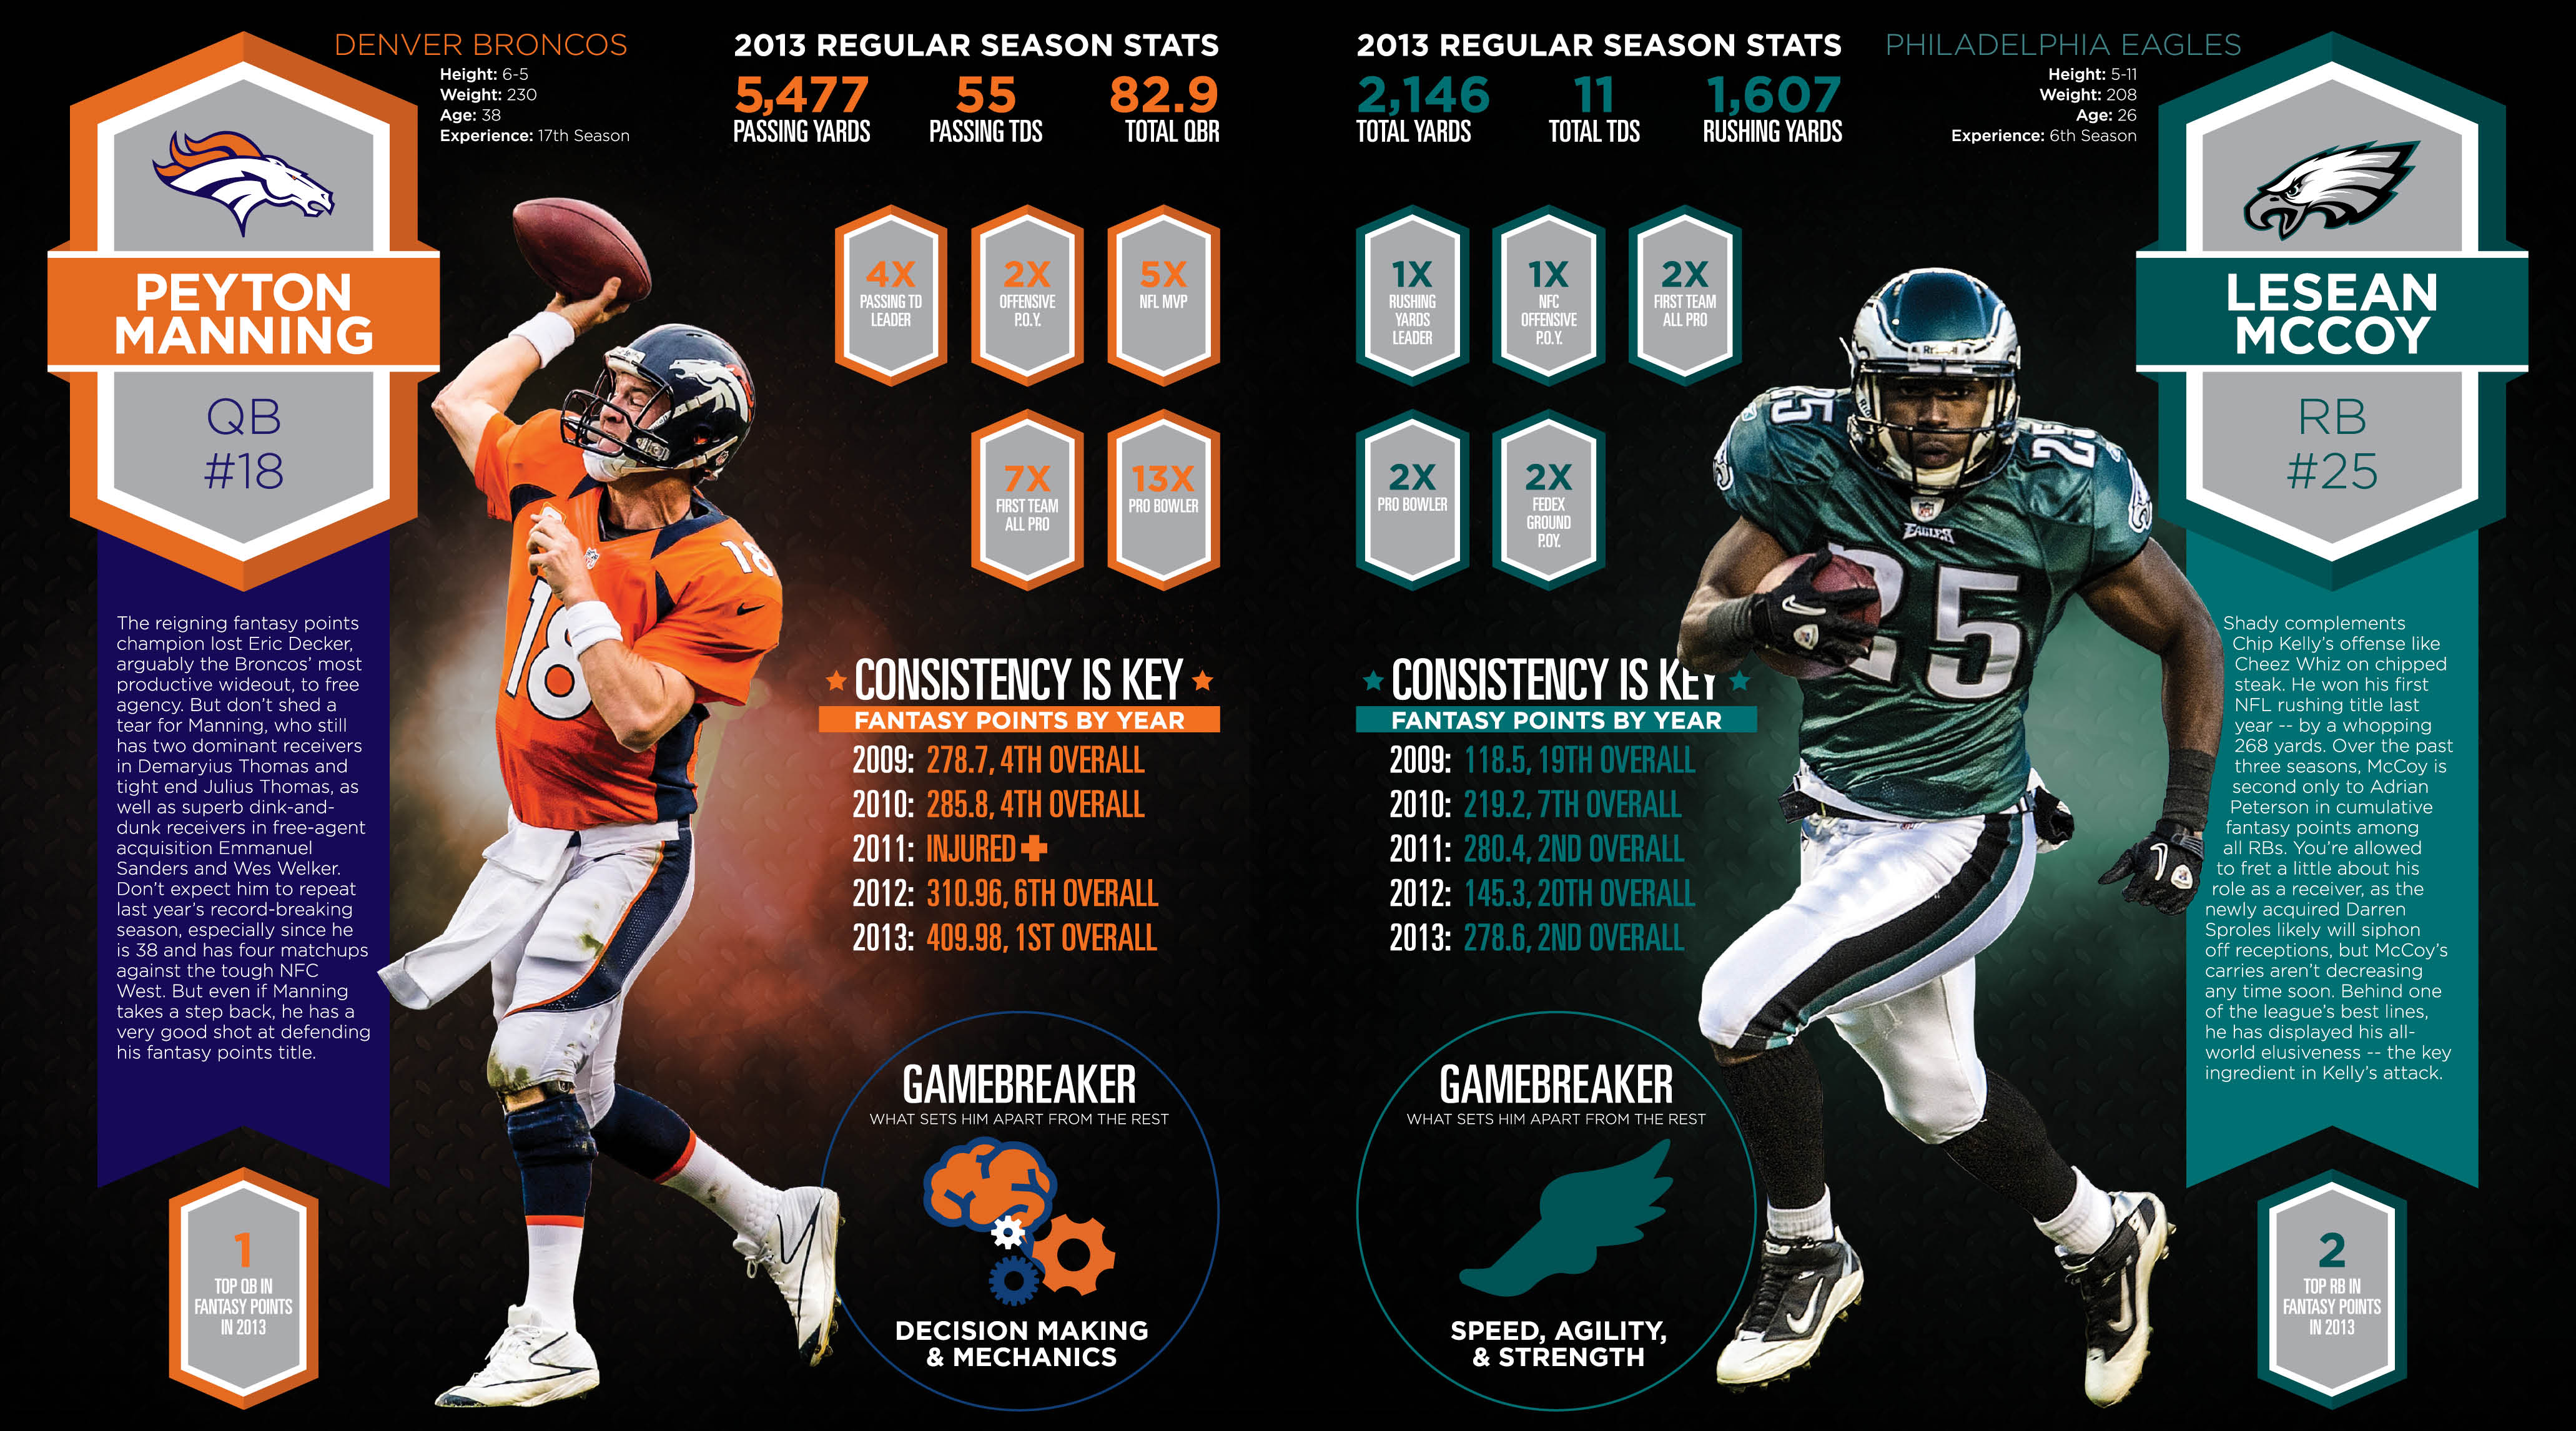 DENVER BRONCOS
Height: 6-5
Weight: 230
Age: 38
Experience: 17th Season
2013 REGULAR SEASON STATS
5,477 55 82.9
PASSING YARDS PASSING TDS TOTAL QBR
PEYTON
MANNING
QB
#18
4X
PASSING TD
LEADER
2X
OFFENSIVE
P.O.Y.
5X
NFL MVP
7X
FIRST TEAM
ALL PRO
13X
PRO BOWLER
18
18
The reigning fantasy points
champion lost Eric Decker,
arguably the Broncos' most
productive wideout, to free
agency. But don't shed a
tear for Manning, who still
has two dominant receivers
in Demaryius Thomas and
tight end Julius Thomas, as
well as superb dink-and-
dunk receivers in free-agent
acquisition Emmanuel
Sanders and Wes Welker.
Don't expect him to repeat
last year's record-breaking
season, especially since he
is 38 and has four matchups
against the tough NFC
West. But even if Manning
takes a step back, he has a
very good shot at defending
his fantasy points title.
CONSISTENCY IS KEY
FANTASY POINTS BY YEAR
2009: 278.7, 4TH OVERALL
2010: 285.8, 4TH OVERALL
2011: INJURED
2012: 310.96, 6TH OVERALL
2013: 409.98, 1ST OVERALL
GAMEBREAKER
WHAT SETS HIM APART FROM THE REST
DECISION MAKING
& MECHANICS
1
TOP QB IN
FANTASY POINTS
IN 2013
2013 REGULAR SEASON STATS
2,146 11 1,607
TOTAL YARDS TOTAL TDS RUSHING YARDS
PHILADELPHIA EAGLES
Height: 5-11
Weight: 208
Age: 26
Experience: 6th Season
LESEAN
MCCOY
RB
#25
1X
RUSHING
YARDS
LEADER
1X
NFC
OFFENSIVE
P.O.Y.
2X
FIRST TEAM
ALL PRO
2X
PRO BOWLER
2X
FEDEX
GROUND
P.OY.
25
25
EAGLES
25
CONSISTENCY IS KEY
FANTASY POINTS BY YEAR
2009: 118.5, 19TH OVERALL
2010: 219.2, 7TH OVERALL
2011: 280.4, 2ND OVERALL
2012: 145.3, 20TH OVERALL
2013: 278.6, 2ND OVERALL
Shady complements
Chip Kelly's offense like
Cheez Whiz on chipped
steak. He won his first
NFL rushing title last
year -- by a whopping
268 yards. Over the past
three seasons, McCoy is
second only to Adrian
Peterson in cumulative
fantasy points among
all RBs. You're allowed
to fret a little about his
role as a receiver, as the
newly acquired Darren
Sproles likely will siphon
off receptions, but McCoy's
carries aren't decreasing
any time soon. Behind one
of the league's best lines,
he has displayed his all-
world elusiveness -- the key
ingredient in Kelly's attack.
GAMEBREAKER
WHAT SETS HIM APART FROM THE REST
SPEED, AGILITY,
& STRENGTH
2
TOP RB IN
FANTASY POINTS
IN 2013